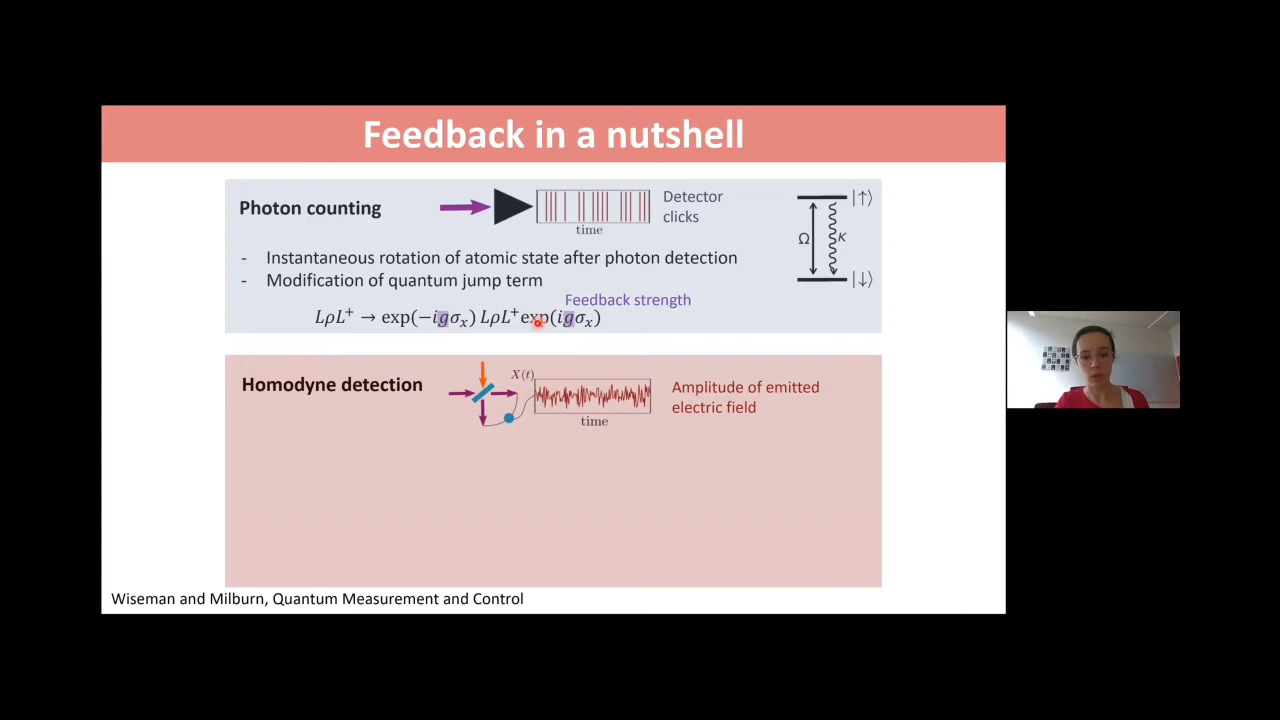 Feedback in a nutshell
Photon counting
time
Detector
clicks
|↑⟩
Ω
K
|↓⟩
- Instantaneous rotation of atomic state after photon detection
- Modification of quantum jump term
Feedback strength
LρL⁺ → exp(−igσₓ) LρL⁺exp(igσₓ)
Homodyne detection
X(t)
time
Amplitude of emitted
electric field
Wiseman and Milburn, Quantum Measurement and Control